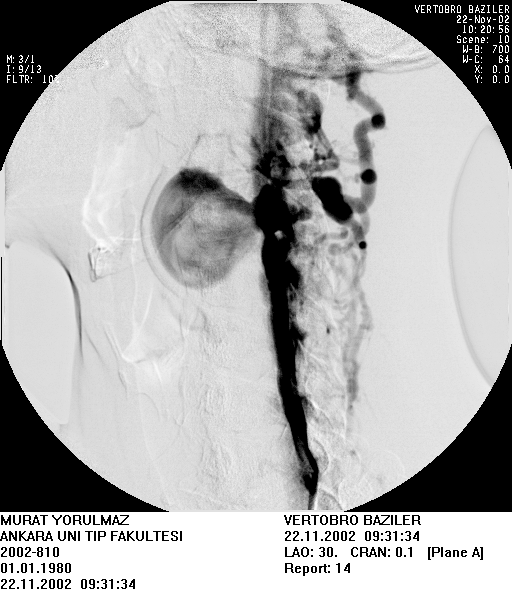 VERTOBRO BAZILER
22-Nov-02
10:20:56
Scene: 10
W-B: 700
W-C: 64
X: 0.0
Y: 0.0
M: 3/1
I: 9/13
FLTR:
MURAT YORULMAZ
ANKARA UNI TIP FAKULTESI
2002-810
01.01.1980
22.11.2002 09:31:34
VERTOBRO BAZILER
22.11.2002 09:31:34
LAO: 30. CRAN: 0.1 [Plane A]
Report: 14